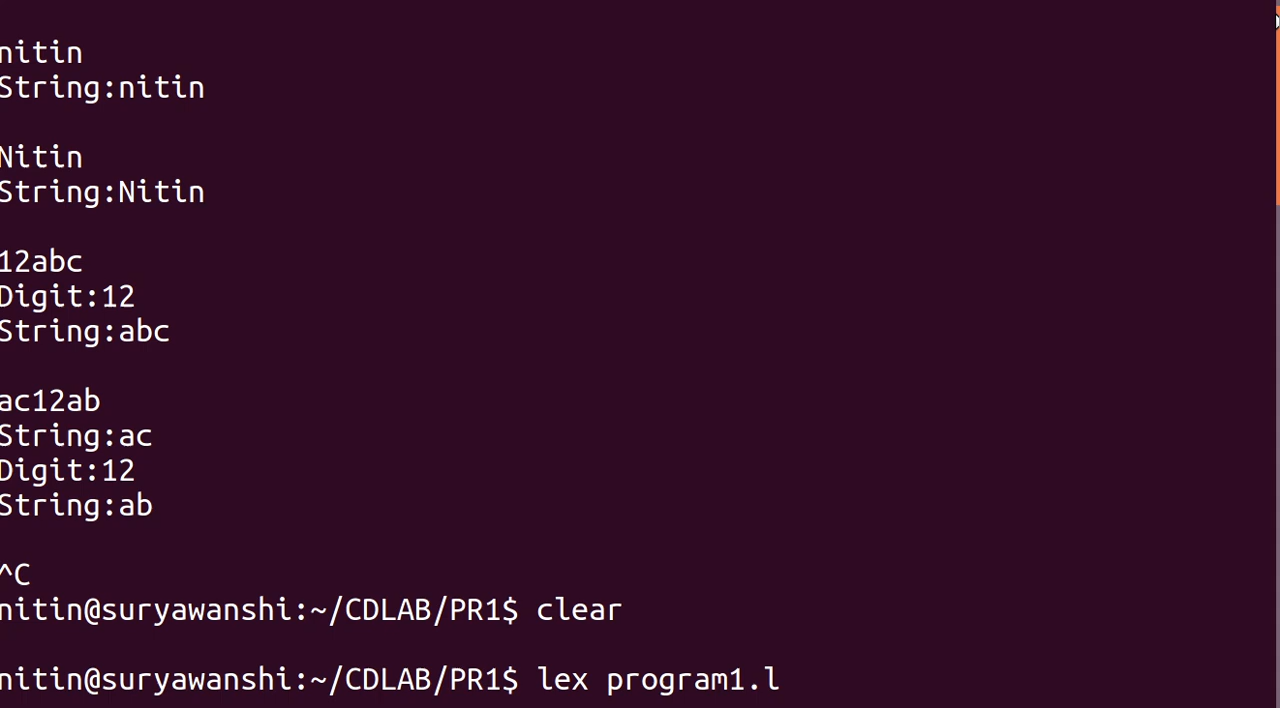 nitin
String:nitin
Nitin
String:Nitin
12abc
Digit:12
String:abc
ac12ab
String:ac
Digit:12
String:ab
^C
nitin@suryawanshi:~/CDLAB/PR1$ clear
nitin@suryawanshi:~/CDLAB/PR1$ lex program1.l